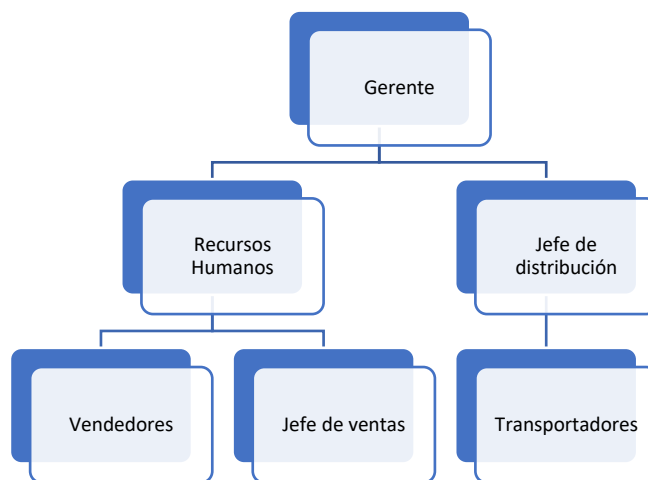 Gerente
Recursos
Humanos
Jefe de
distribución
Vendedores
Jefe de ventas
Transportadores